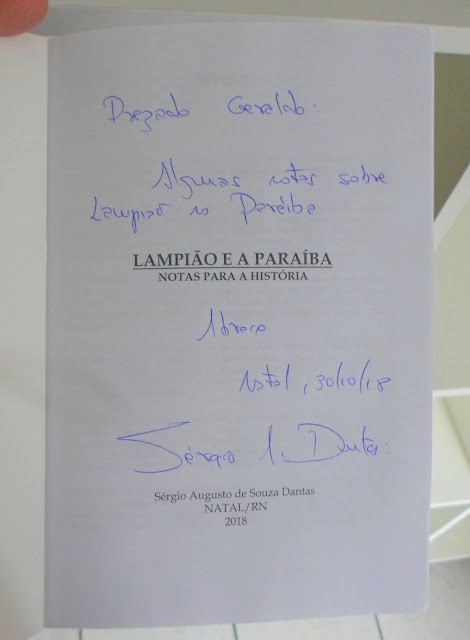 Prezado Geraldo:
Algumas notas sobre
Lampião na Paraíba
LAMPIÃO E A PARAÍBA
NOTAS PARA A HISTÓRIA
Abraço
Natal, 30/10/18
Sérgio A. Dantas.
Sérgio Augusto de Souza Dantas
NATAL/RN
2018